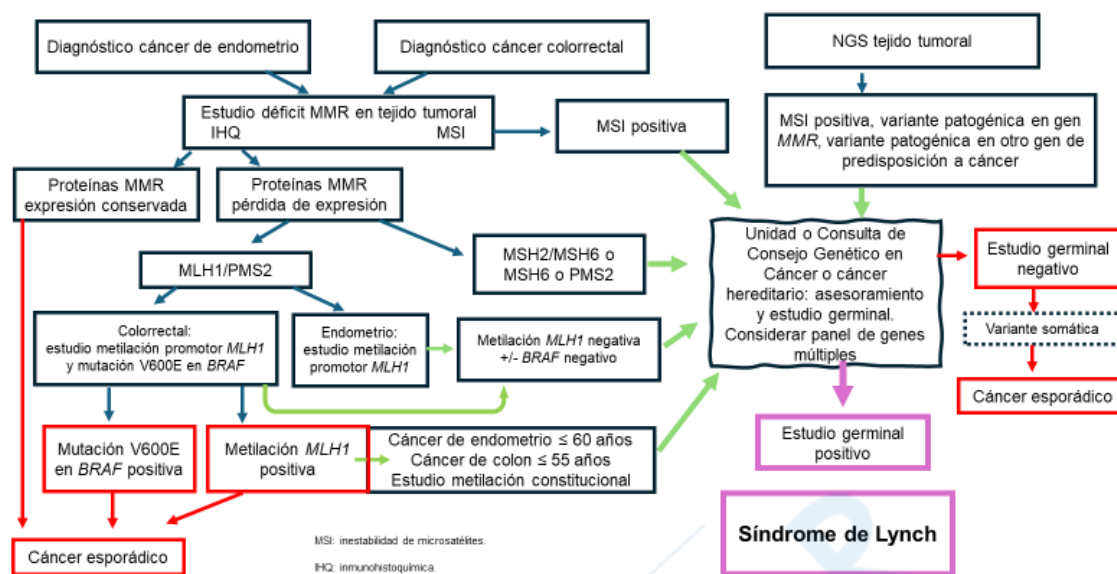 Diagnóstico cáncer de endometrio
Diagnóstico cáncer colorrectal
NGS tejido tumoral
Estudio déficit MMR en tejido tumoral
IHQ MSI
MSI positiva
MSI positiva, variante patogénica en gen
MMR, variante patogénica en otro gen de
predisposición a cáncer
Proteínas MMR
expresión conservada
Proteínas MMR
pérdida de expresión
MLH1/PMS2
MSH2/MSH6 o
MSH6 o PMS2
Unidad o Consulta de
Consejo Genético en
Cáncer o cáncer
hereditario: asesoramiento
y estudio germinal.
Considerar panel de genes
múltiples
Estudio germinal
negativo
Variante somática
Cáncer esporádico
Colorrectal:
estudio metilación promotor MLH1
y mutación V600E en BRAF
Endometrio:
estudio metilación
promotor MLH1
Metilación MLH1 negativa
+/- BRAF negativo
Mutación V600E
en BRAF positiva
Metilación MLH1
positiva
Cáncer de endometrio ≤ 60 años
Cáncer de colon ≤ 55 años
Estudio metilación constitucional
Estudio germinal
positivo
Síndrome de Lynch
Cáncer esporádico
MSI: inestabilidad de microsatélites.
IHQ: inmunohistoquímica.